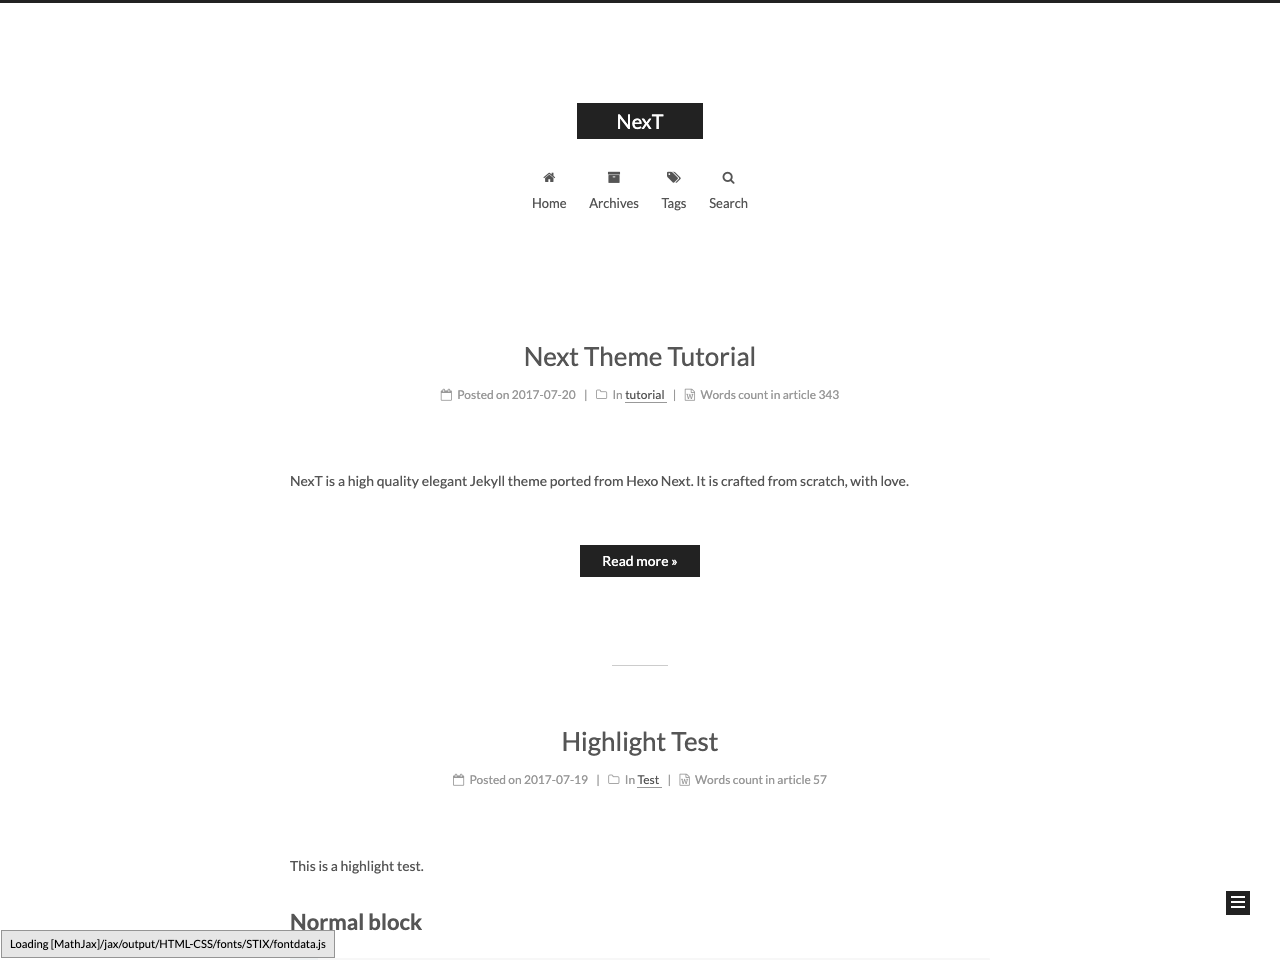 NexT
Home Archives Tags Search
Next Theme Tutorial
Posted on 2017-07-20 | In tutorial | Words count in article 343
NexT is a high quality elegant Jekyll theme ported from Hexo Next. It is crafted from scratch, with love.
Read more »
Highlight Test
Posted on 2017-07-19 | In Test | Words count in article 57
This is a highlight test.
Normal block
Loading [MathJax]/jax/output/HTML-CSS/fonts/STIX/fontdata.js